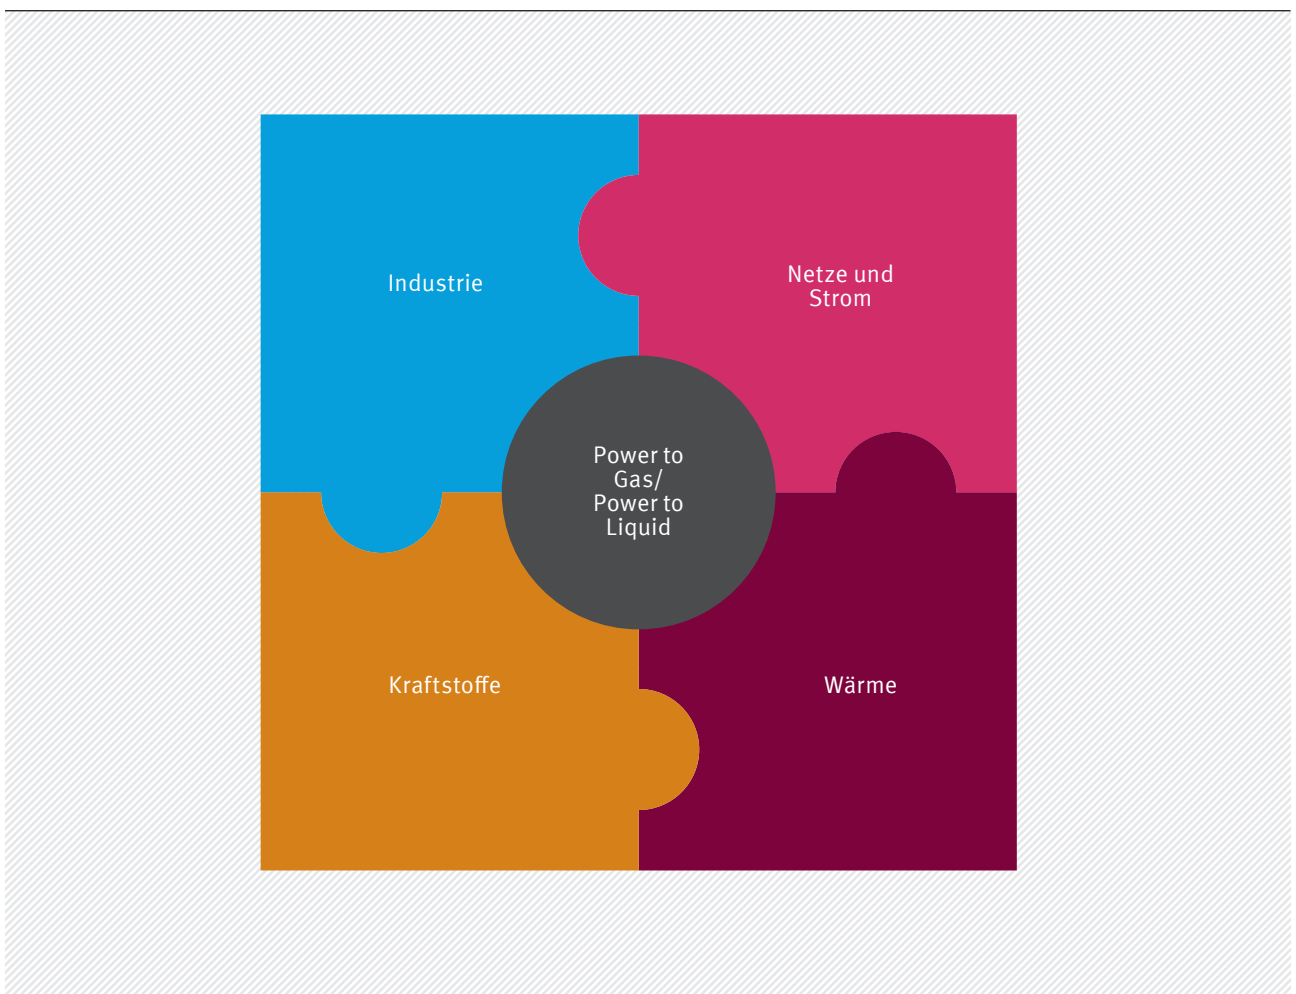 Industrie
Netze und
Strom
Power to
Gas/
Power to
Liquid
Kraftstoffe
Wärme